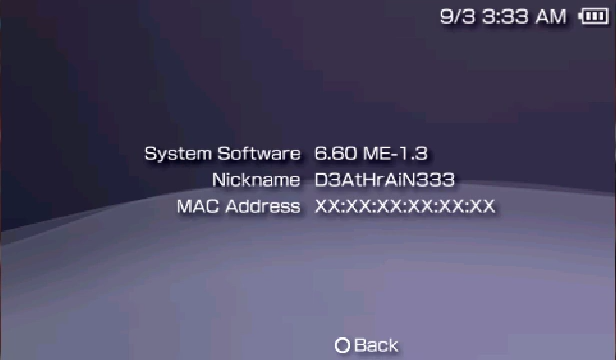 9/3 3:33 AM
System Software 6.60 ME-1.3
Nickname D3AtHrAiN333
MAC Address XX:XX:XX:XX:XX:XX
Back